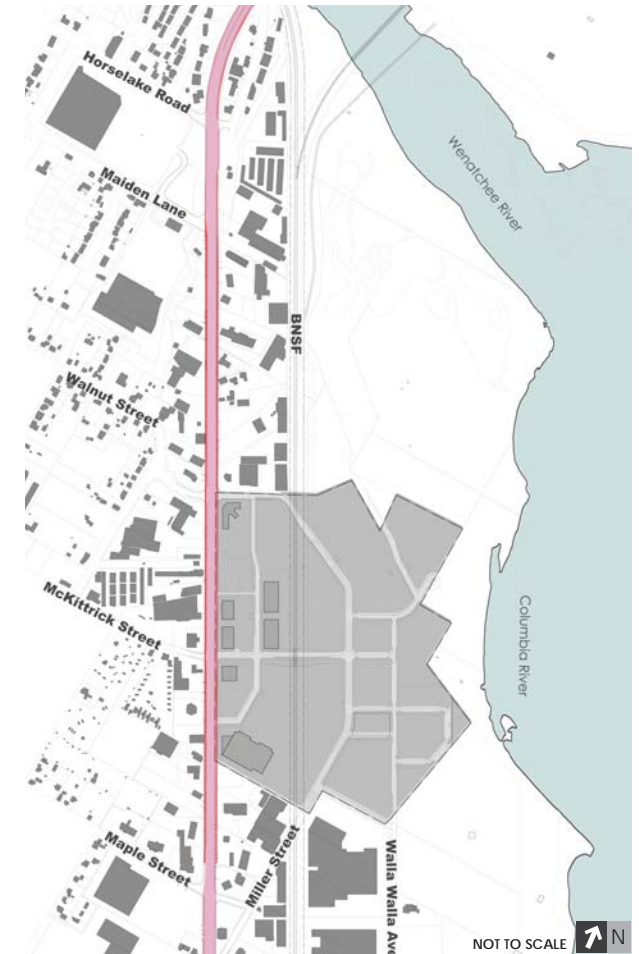 Horselake Road
Wenatchee River
Maiden Lane
BNSF
Walnut Street
McKittrick Street
Columbia River
Maple Street
Miller Street
Walla Walla Ave
NOT TO SCALE
N